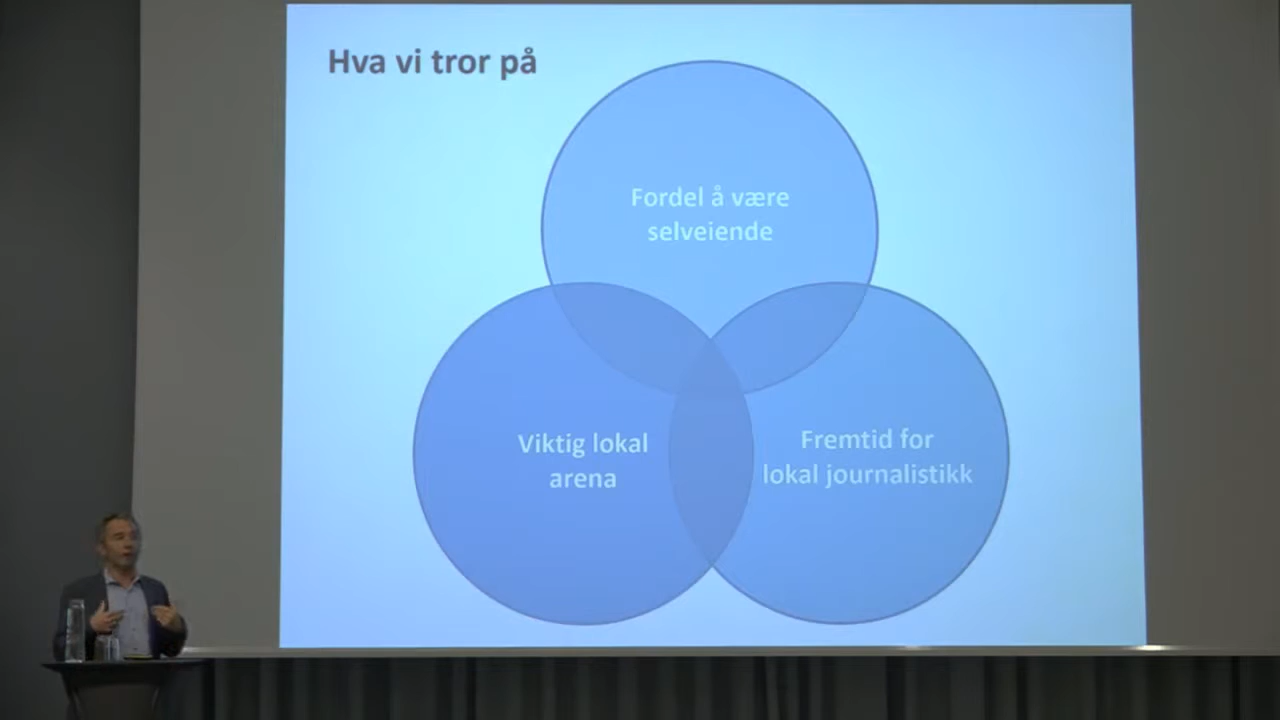 Hva vi tror på
Fordel å være
selveiende
Viktig lokal
arena
Fremtid for
lokal journalistikk